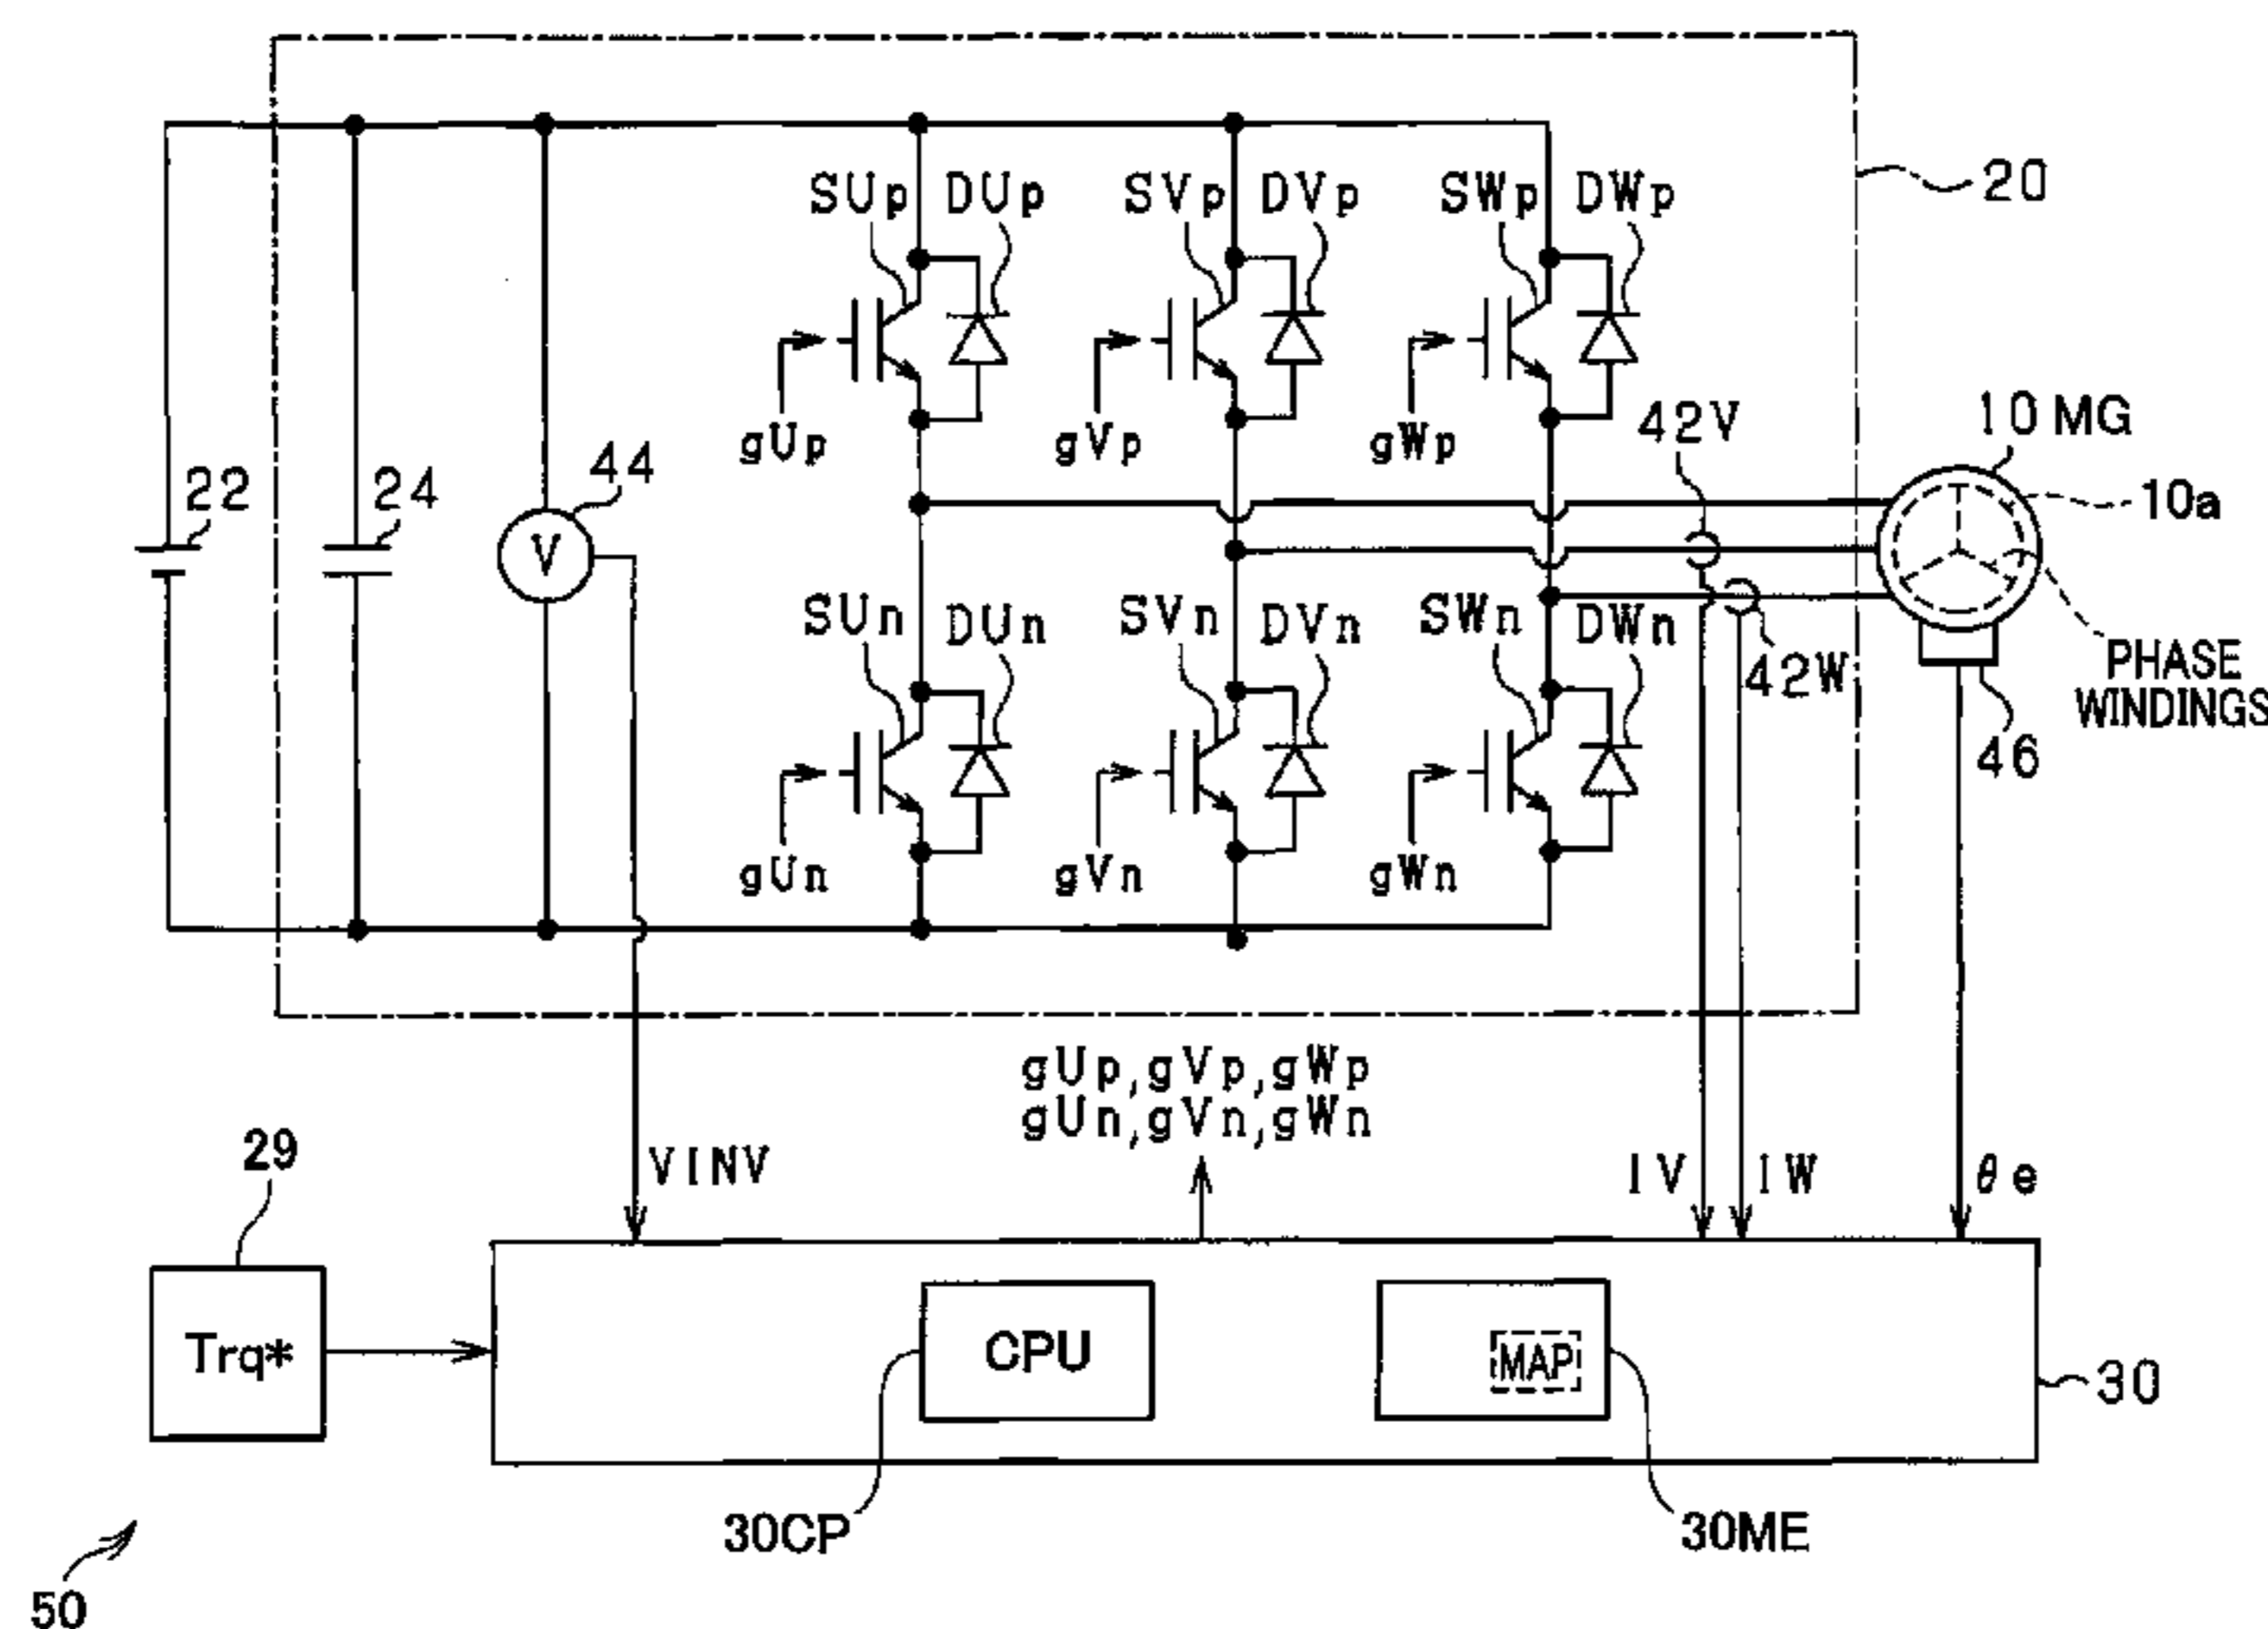 20
SUp DUp SVp DVp SWp DWp
42V 10 MG
gUp gVp gWp
22 24 44
10a
V
SUn DUn SVn DVn SWn DWn
42W
PHASE
WINDINGS
46
gUn gVn gWn
gUp,gVp,gWp
gUn,gVn,gWn
29
VINV IV IW θe
Trq* CPU MAP
30
30CP 30ME
50